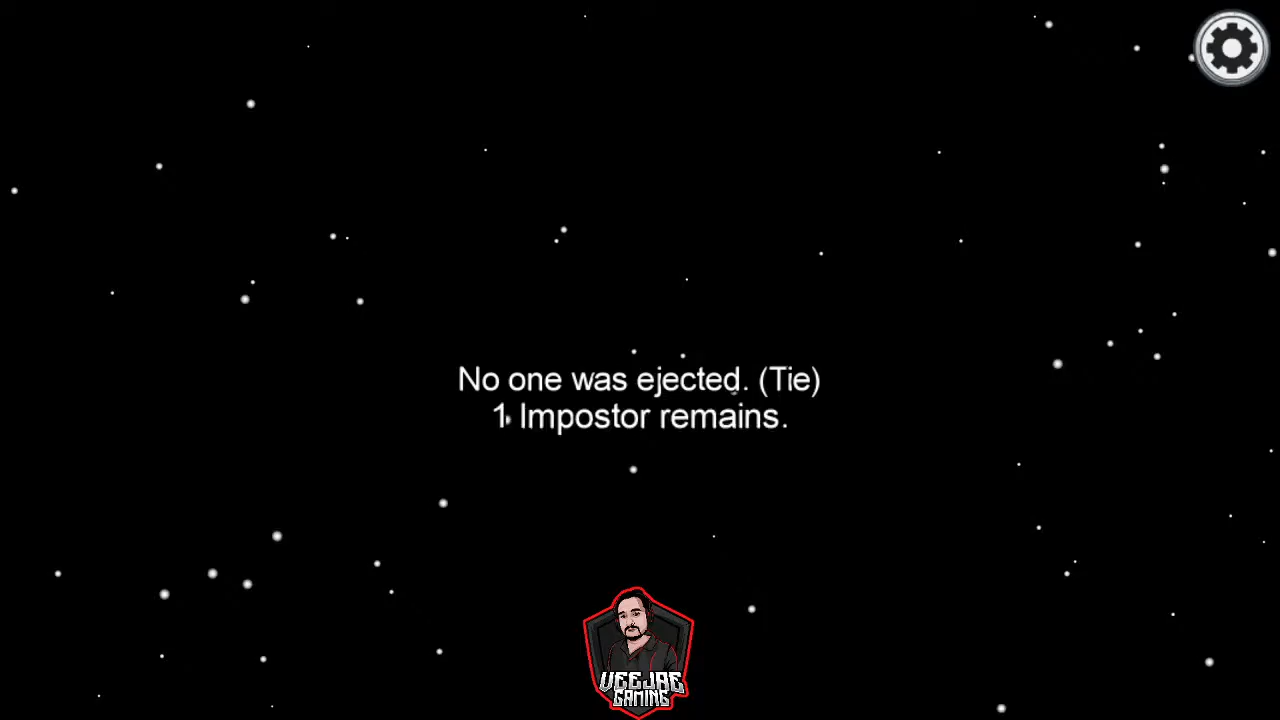 No one was ejected. (Tie)
1 Impostor remains.
VEEJAE
GAMING